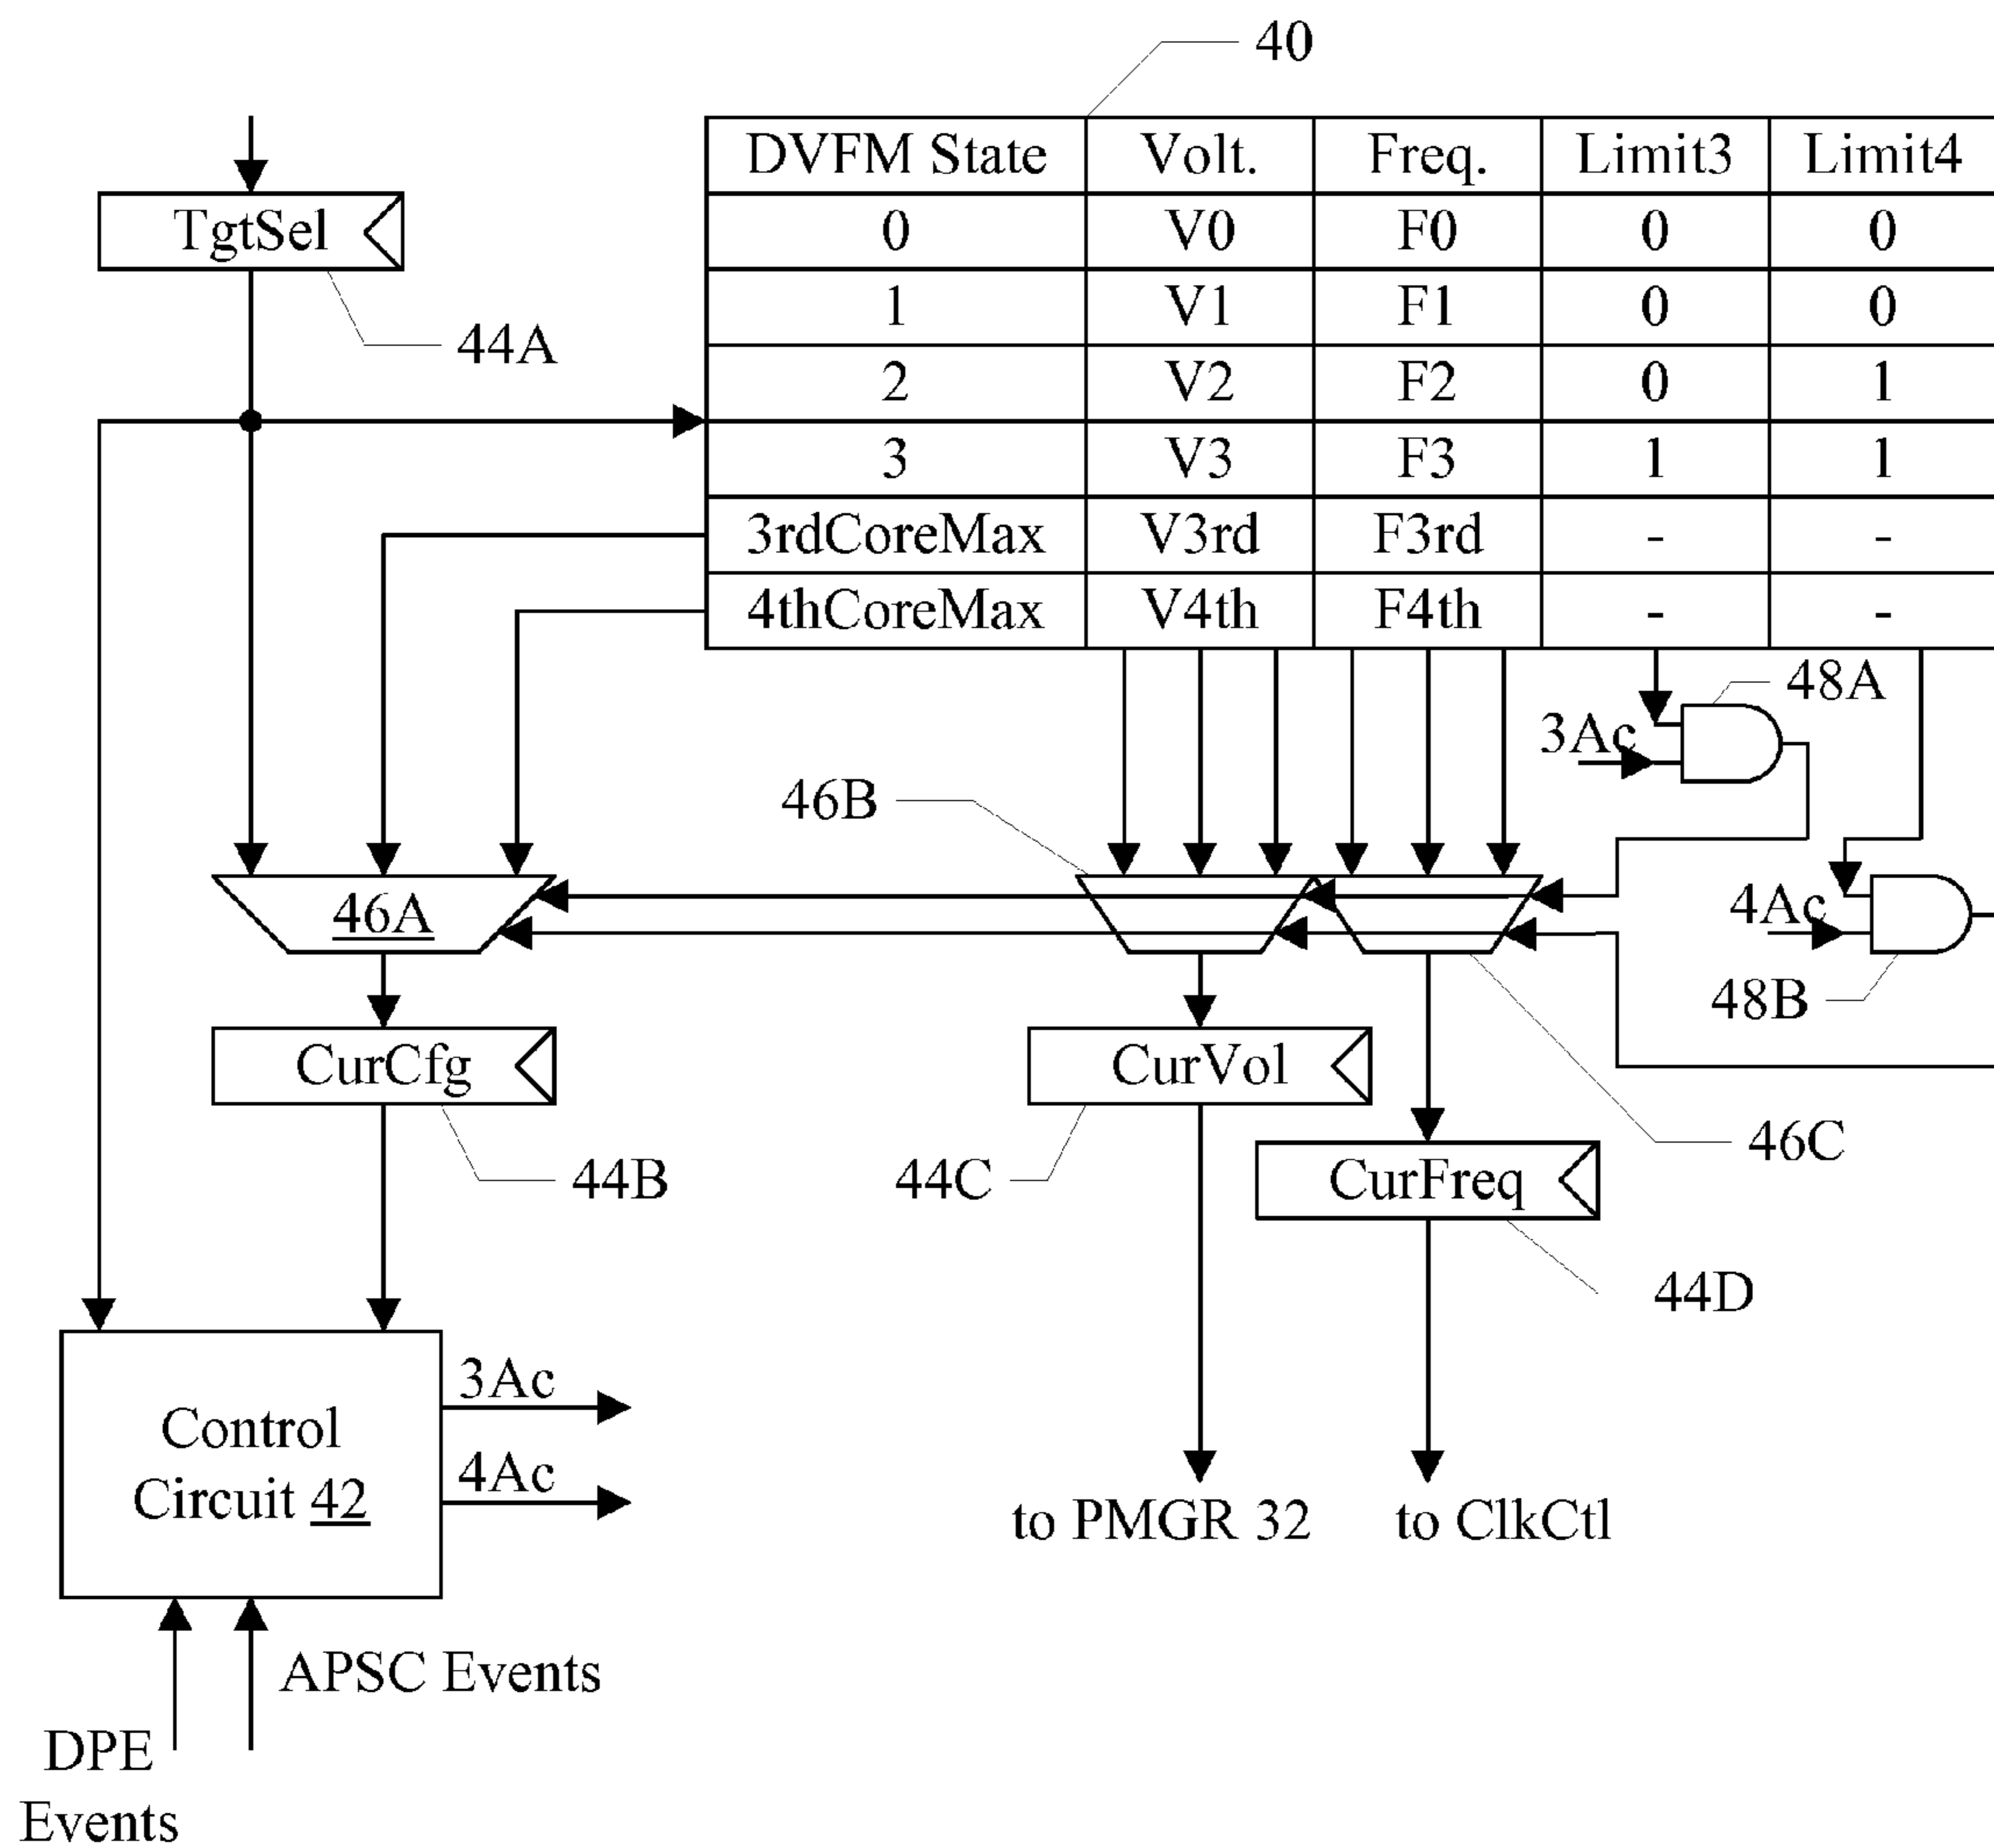 40
DVFM State Volt. Freq. Limit3 Limit4
0 V0 F0 0 0
1 V1 F1 0 0
2 V2 F2 0 1
3 V3 F3 1 1
3rdCoreMax V3rd F3rd - -
4thCoreMax V4th F4th - -
TgtSel
44A
48A
3Ac
46B
46A
4Ac
48B
CurCfg
CurVol
46C
44B
44C
CurFreq
44D
Control
Circuit 42
3Ac
4Ac
to PMGR 32
to ClkCtl
APSC Events
DPE
Events